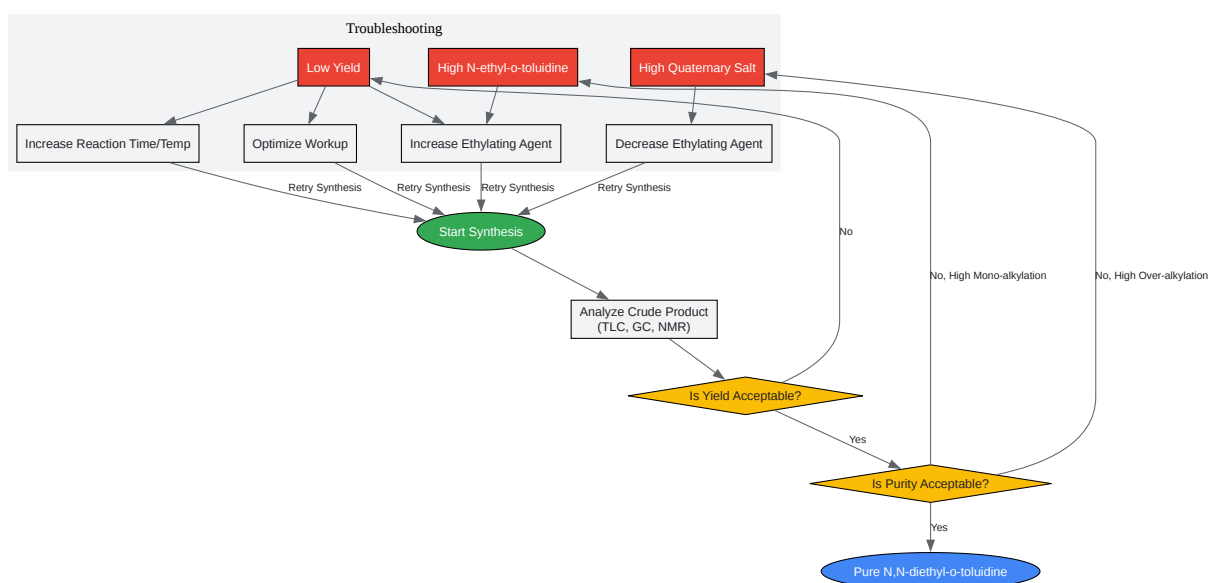 Troubleshooting
Low Yield
High N-ethyl-o-toluidine
High Quaternary Salt
Increase Reaction Time/Temp
Optimize Workup
Increase Ethylating Agent
Decrease Ethylating Agent
Retry Synthesis
Retry Synthesis
Retry Synthesis
Retry Synthesis
Start Synthesis
No
No, High Mono-alkylation
No, High Over-alkylation
Analyze Crude Product
(TLC, GC, NMR)
Is Yield Acceptable?
Yes
Is Purity Acceptable?
Yes
Pure N,N-diethyl-o-toluidine